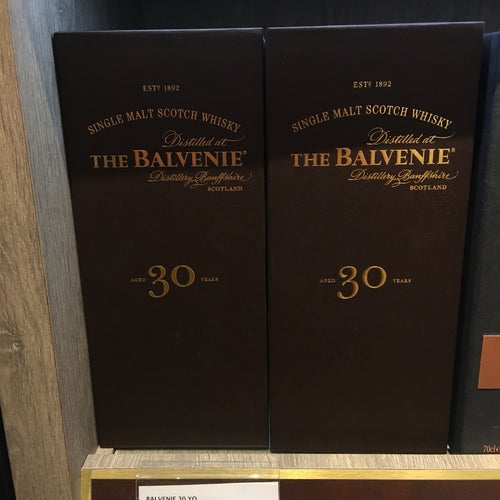 ESTD 1892
SINGLE MALT SCOTCH WHISKY
Distilled at
THE BALVENIE®
Distillery Banffshire
SCOTLAND
AGED 30 YEARS
ESTD 1892
SINGLE MALT SCOTCH WHISKY
Distilled at
THE BALVENIE®
Distillery Banffshire
SCOTLAND
AGED 30 YEARS
70cl
BALVENIE 30 YO